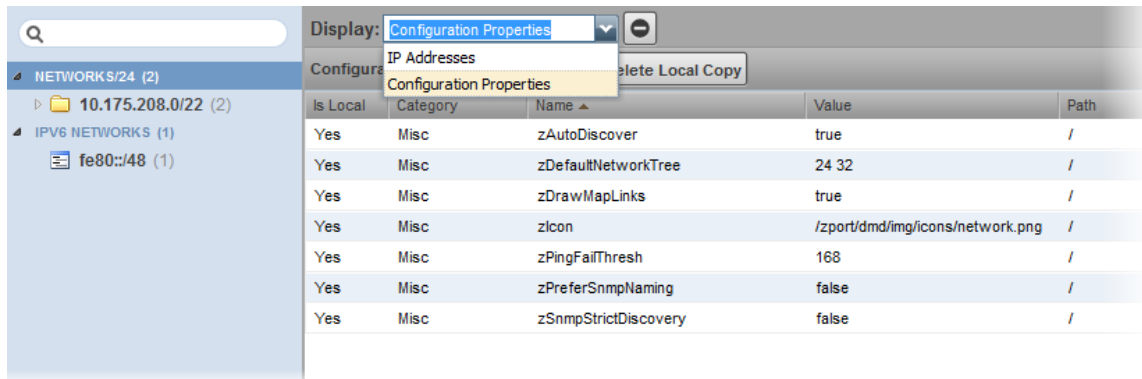 Display: Configuration Properties
IP Addresses
Configuration Properties
Configura elete Local Copy
NETWORKS/24 (2)
10.175.208.0/22 (2)
IPV6 NETWORKS (1)
fe80::/48 (1)
Is Local Category Name Value Path
Yes Misc zAutoDiscover true /
Yes Misc zDefaultNetworkTree 24 32 /
Yes Misc zDrawMapLinks true /
Yes Misc zIcon /zport/dmd/img/icons/network.png /
Yes Misc zPingFailThresh 168 /
Yes Misc zPreferSnmpNaming false /
Yes Misc zSnmpStrictDiscovery false /